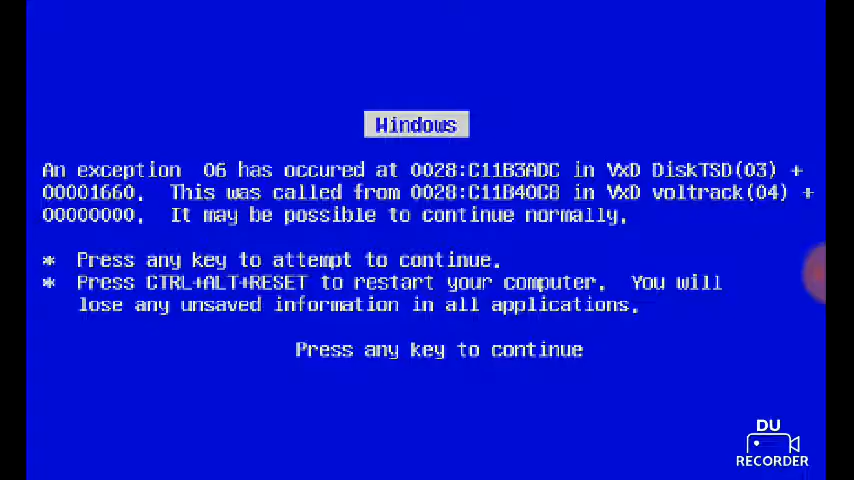 Windows
An exception 06 has occured at 0028:C11B3ADC in VxD DiskTSD(03) +
00001660. This was called from 0028:C11B40C8 in VxD voltrack(04) +
00000000. It may be possible to continue normally.
* Press any key to attempt to continue.
* Press CTRL+ALT+RESET to restart your computer. You will
lose any unsaved information in all applications.
Press any key to continue
DU
RECORDER